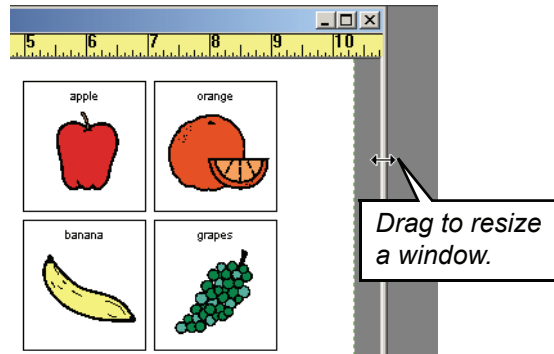 5 6 7 8 9 10
apple orange
banana grapes
Drag to resize
a window.